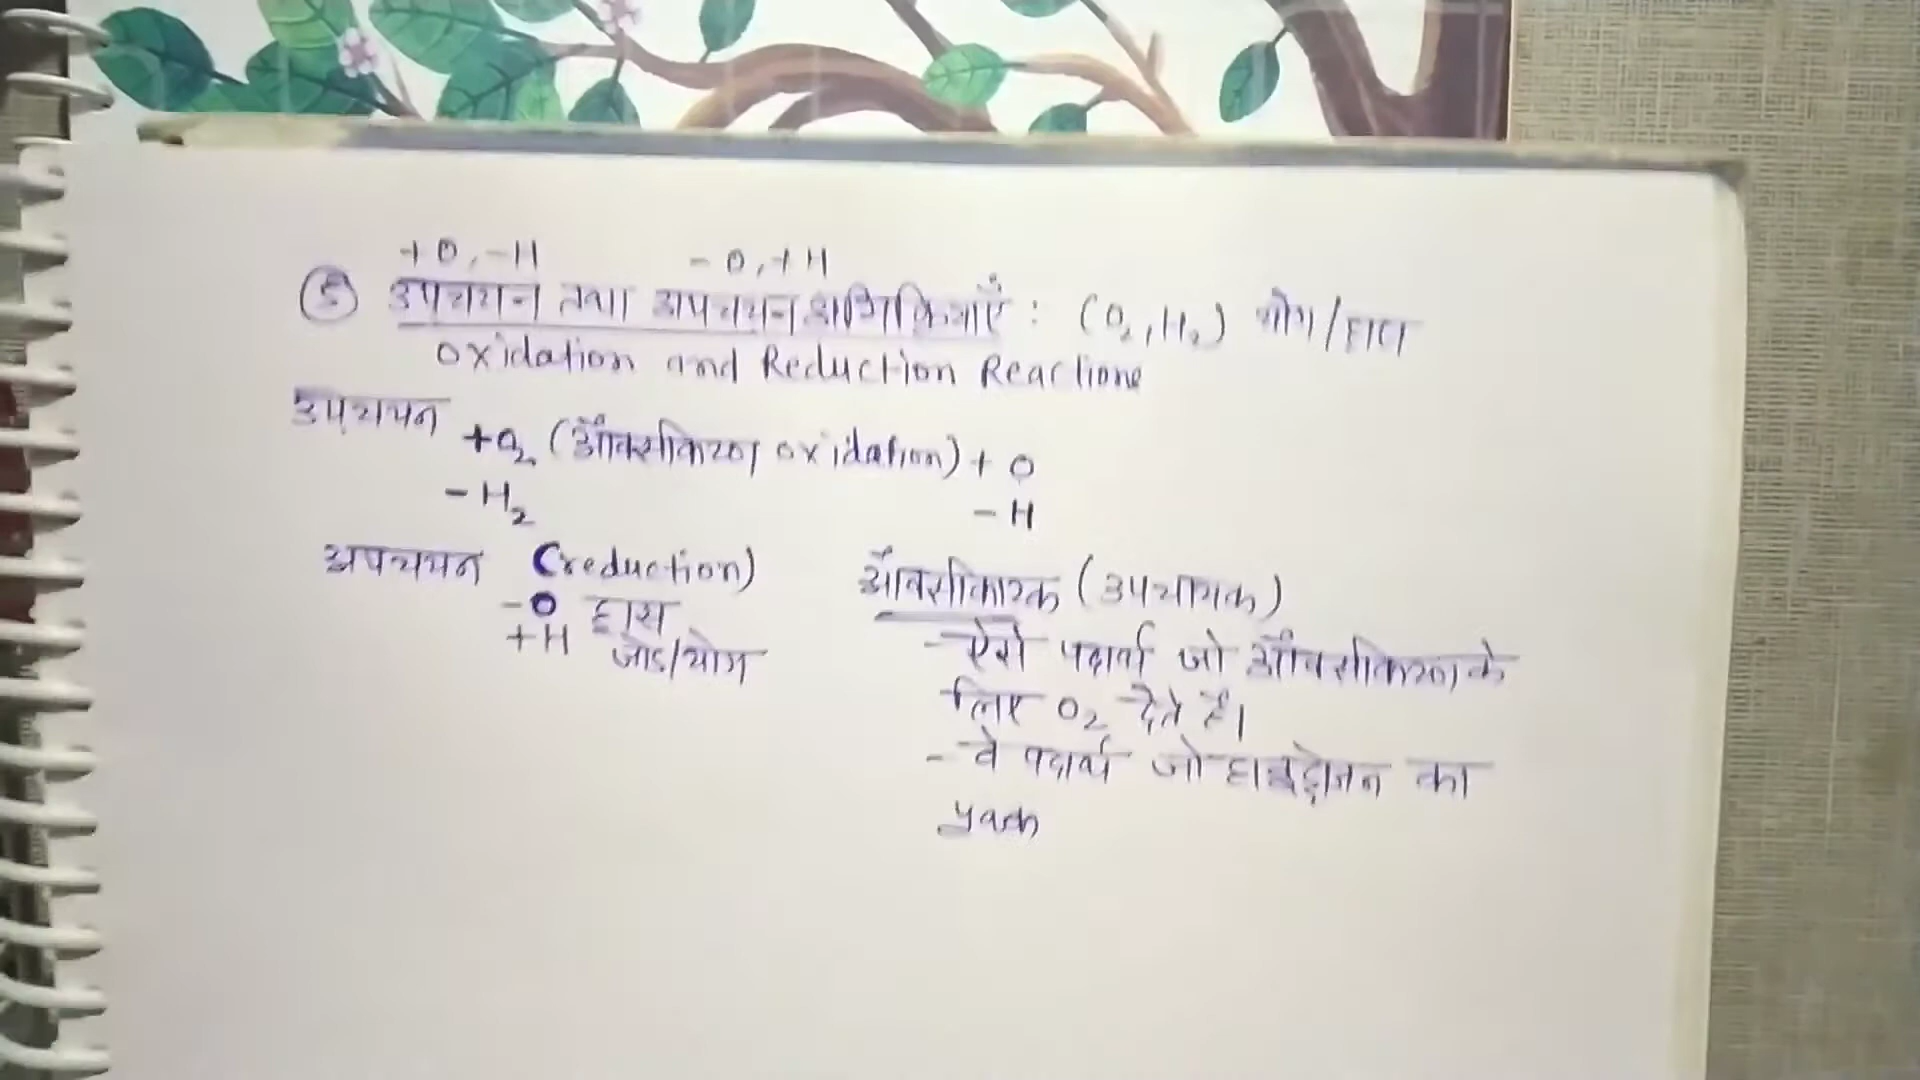 +O, -H -O, +H
⑤ उपचयन तथा अपचयन अभिक्रियाएँ : (O₂, H₂) योग/ह्रास
oxidation and Reduction Reactions
उपचयन +O₂ (ऑक्सीकरण oxidation) + O
-H₂ - H
अपचयन (reduction)
-O ह्रास
+H जोड/योग
ऑक्सीकारक (उपचायक)
- ऐसे पदार्थ जो ऑक्सीकरण के
लिए O₂ देते हैं।
- वे पदार्थ जो हाइड्रोजन का